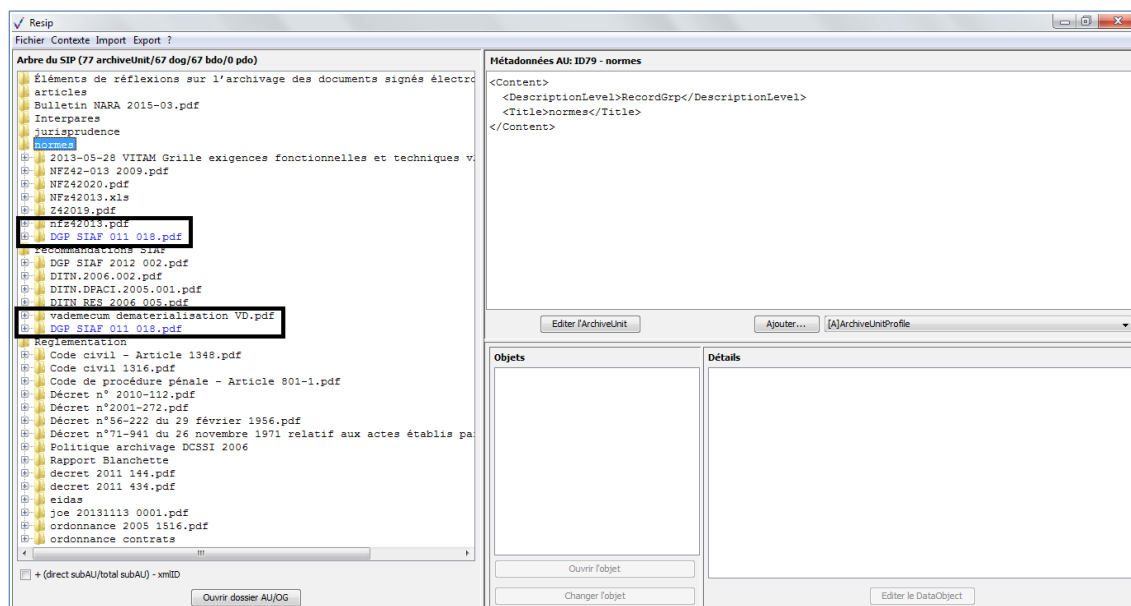 Resip
Fichier Contexte Import Export ?
Arbre du SIP (77 archiveUnit/67 dog/67 bdo/0 pdo)
Éléments de réflexions sur l'archivage des documents signés électro
articles
Bulletin NARA 2015-03.pdf
Interpares
jurisprudence
normes
2013-05-28 VITAM Grille exigences fonctionnelles et techniques v
NFZ42-013 2009.pdf
NFZ42020.pdf
NFz42013.xls
Z42019.pdf
nfz42013.pdf
DGP SIAF 011 018.pdf
recommandations SIAF
DGP SIAF 2012 002.pdf
DITN.2006.002.pdf
DITN.DPACI.2005.001.pdf
DITN RES 2006 005.pdf
vademecum dematerialisation VD.pdf
DGP SIAF 011 018.pdf
Réglementation
Code civil - Article 1348.pdf
Code civil 1316.pdf
Code de procédure pénale - Article 801-1.pdf
Décret n° 2010-112.pdf
Décret n°2001-272.pdf
Décret n°56-222 du 29 février 1956.pdf
Décret n°71-941 du 26 novembre 1971 relatif aux actes établis pa
Politique archivage DCSSI 2006
Rapport Blanchette
decret 2011 144.pdf
decret 2011 434.pdf
eidas
joe 20131113 0001.pdf
ordonnance 2005 1516.pdf
ordonnance contrats
+ (direct subAU/total subAU) - xmlID
Ouvrir dossier AU/OG
Métadonnées AU: ID79 - normes
<Content>
<DescriptionLevel>RecordGrp</DescriptionLevel>
<Title>normes</Title>
</Content>
Editer l'ArchiveUnit
Ajouter...
[A]ArchiveUnitProfile
Objets
Ouvrir l'objet
Changer l'objet
Détails
Editer le DataObject